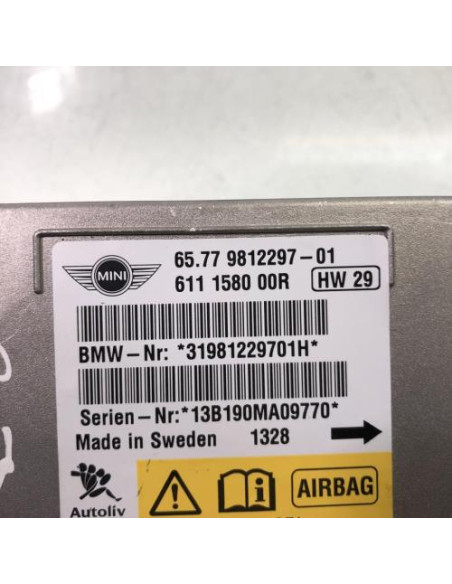 MINI
65.77 9812297-01
611 1580 00R HW 29
BMW-Nr: *31981229701H*
Serien-Nr:*13B190MA09770*
Made in Sweden 1328
Autoliv
AIRBAG